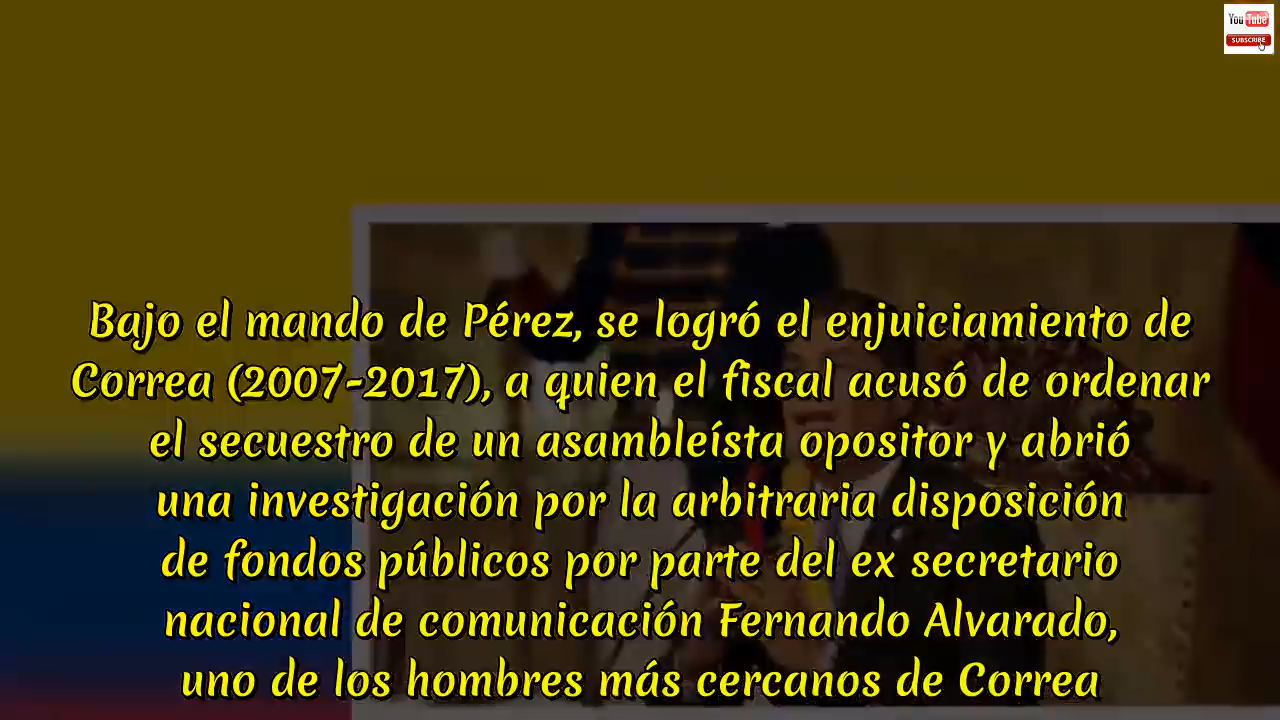 You Tube
SUBSCRIBE
Bajo el mando de Pérez, se logró el enjuiciamiento de
Correa (2007-2017), a quien el fiscal acusó de ordenar
el secuestro de un asambleísta opositor y abrió
una investigación por la arbitraria disposición
de fondos públicos por parte del ex secretario
nacional de comunicación Fernando Alvarado,
uno de los hombres más cercanos de Correa